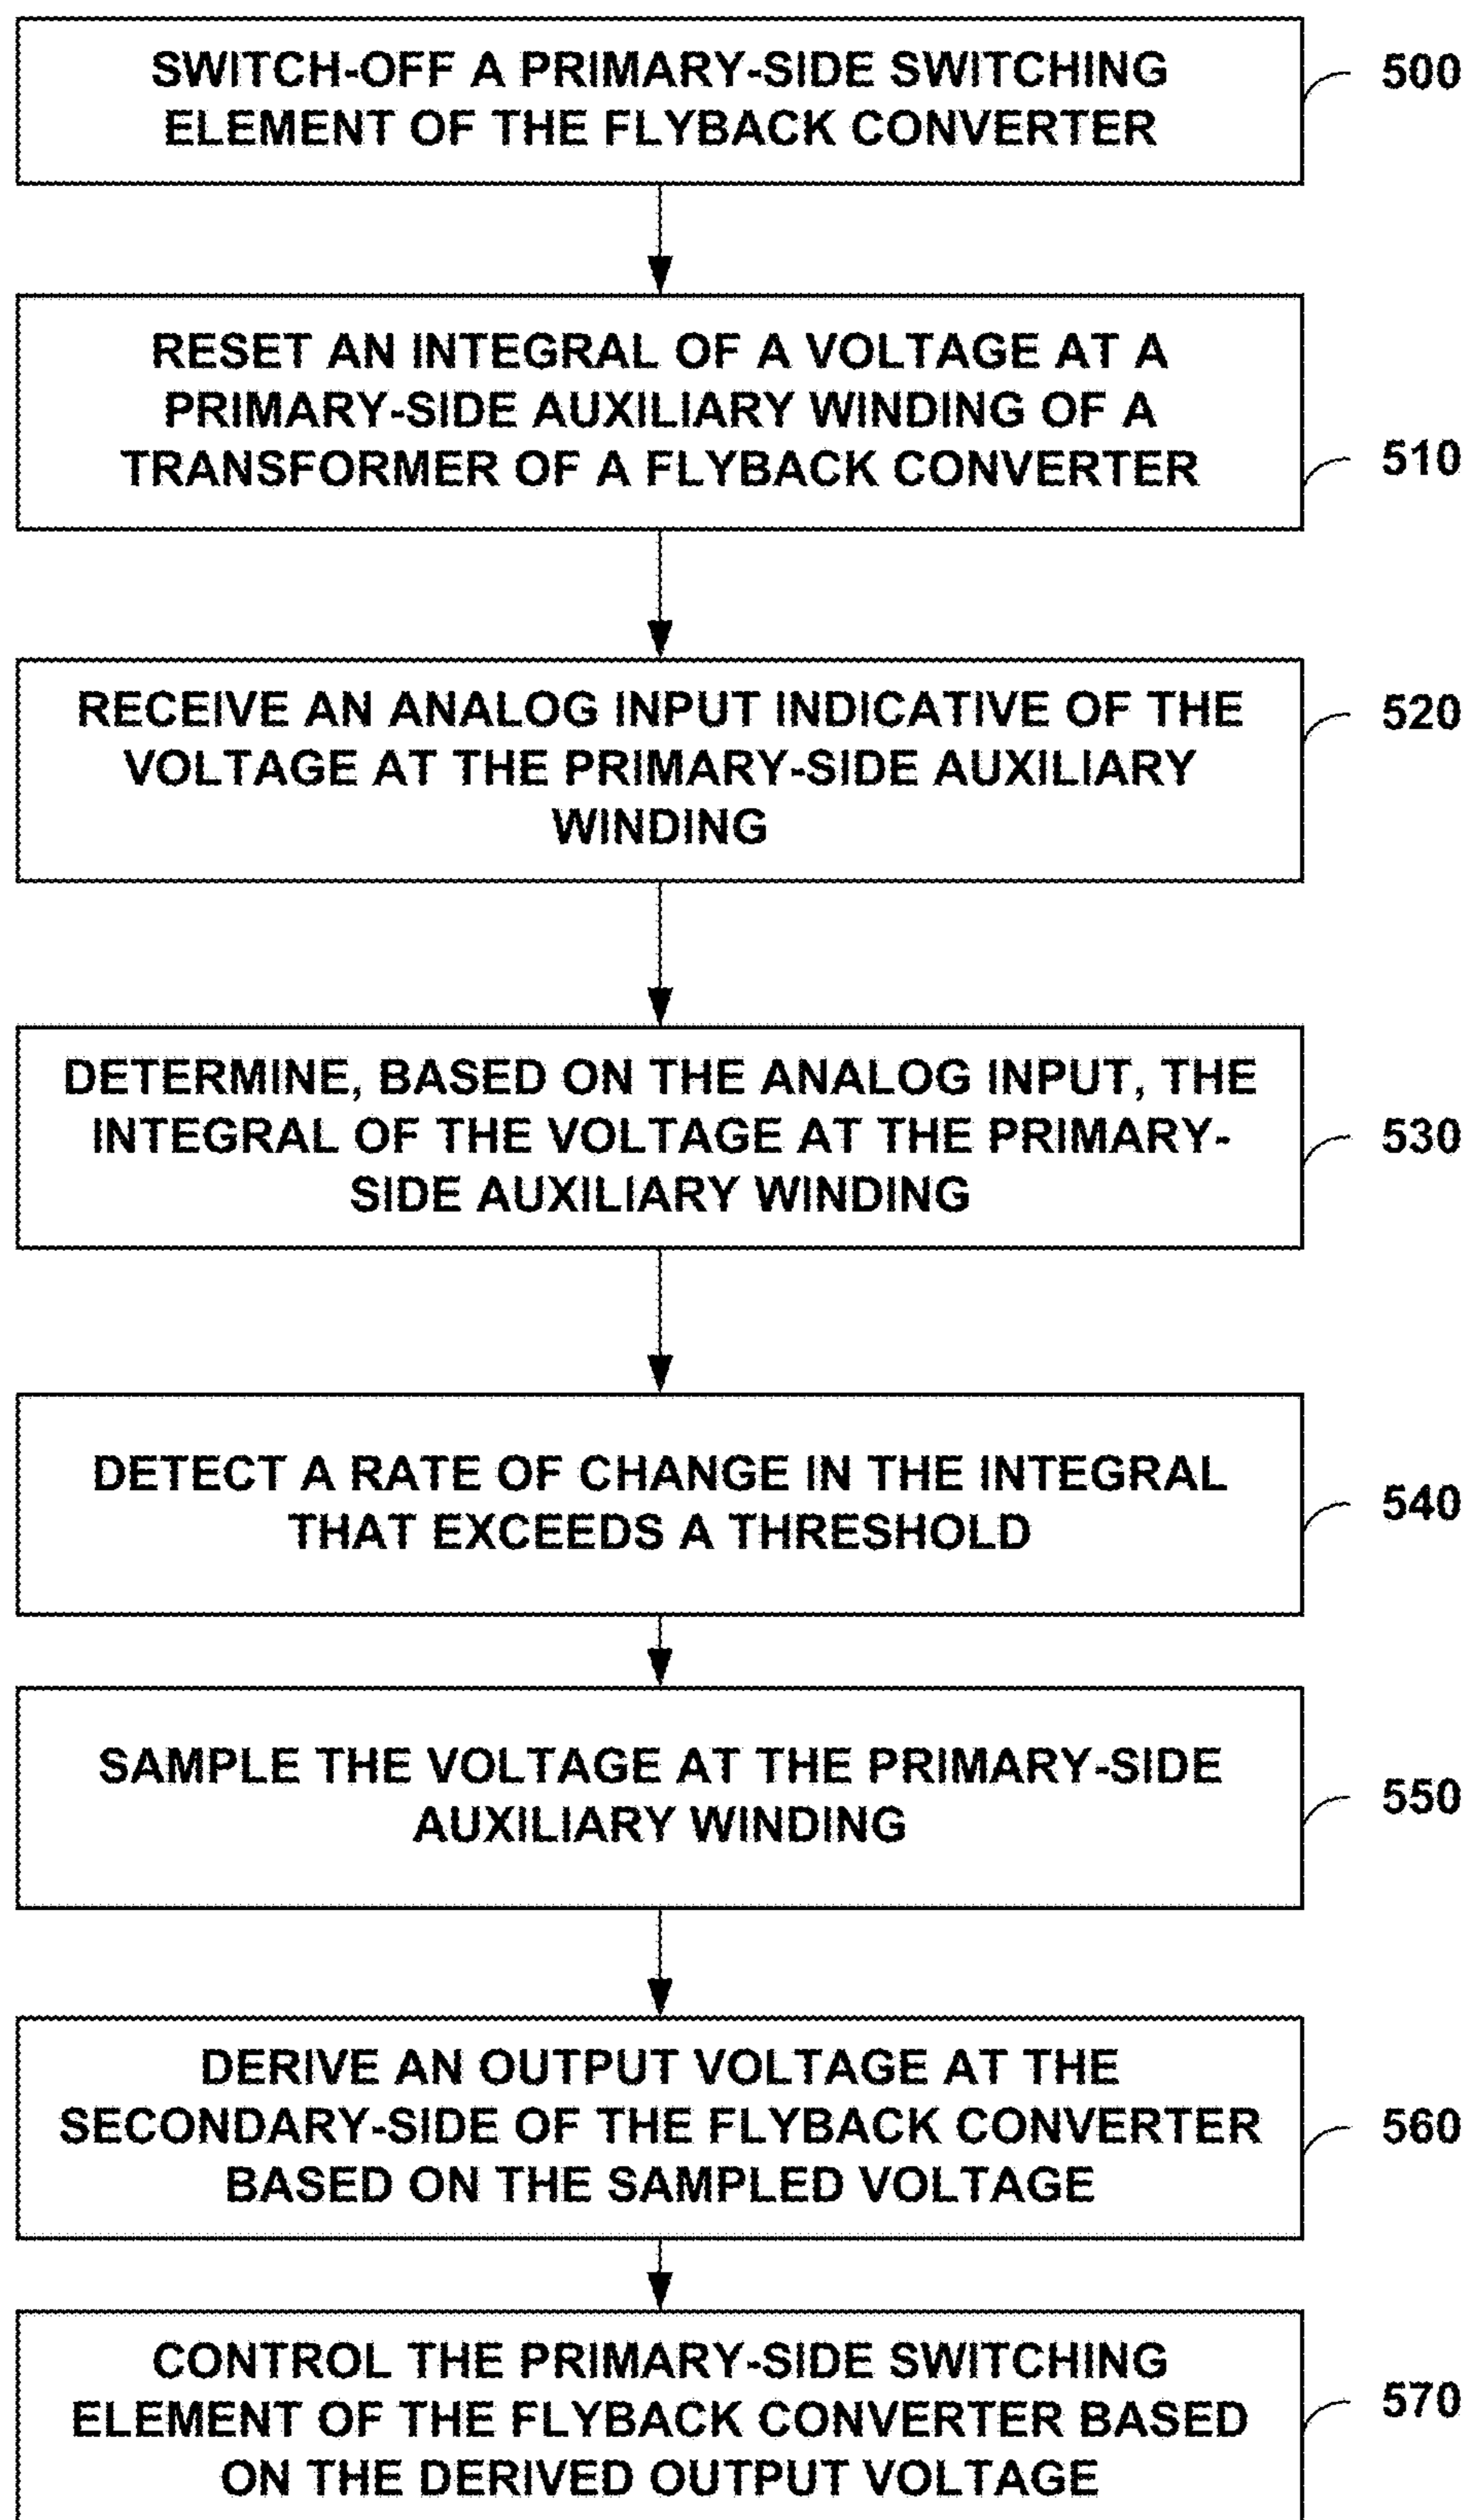 SWITCH-OFF A PRIMARY-SIDE SWITCHING
ELEMENT OF THE FLYBACK CONVERTER
500
RESET AN INTEGRAL OF A VOLTAGE AT A
PRIMARY-SIDE AUXILIARY WINDING OF A
TRANSFORMER OF A FLYBACK CONVERTER
510
RECEIVE AN ANALOG INPUT INDICATIVE OF THE
VOLTAGE AT THE PRIMARY-SIDE AUXILIARY
WINDING
520
DETERMINE, BASED ON THE ANALOG INPUT, THE
INTEGRAL OF THE VOLTAGE AT THE PRIMARY-
SIDE AUXILIARY WINDING
530
DETECT A RATE OF CHANGE IN THE INTEGRAL
THAT EXCEEDS A THRESHOLD
540
SAMPLE THE VOLTAGE AT THE PRIMARY-SIDE
AUXILIARY WINDING
550
DERIVE AN OUTPUT VOLTAGE AT THE
SECONDARY-SIDE OF THE FLYBACK CONVERTER
BASED ON THE SAMPLED VOLTAGE
560
CONTROL THE PRIMARY-SIDE SWITCHING
ELEMENT OF THE FLYBACK CONVERTER BASED
ON THE DERIVED OUTPUT VOLTAGE
570